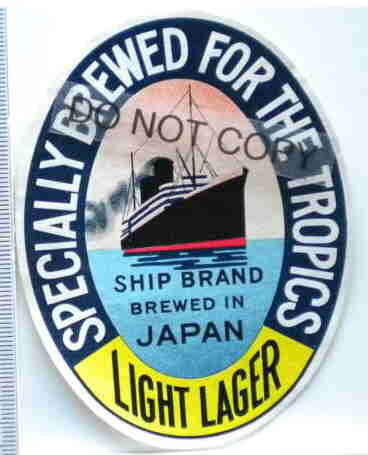 SPECIALLY BREWED FOR THE TROPICS
DO NOT COPY
SHIP BRAND
BREWED IN
JAPAN
LIGHT LAGER